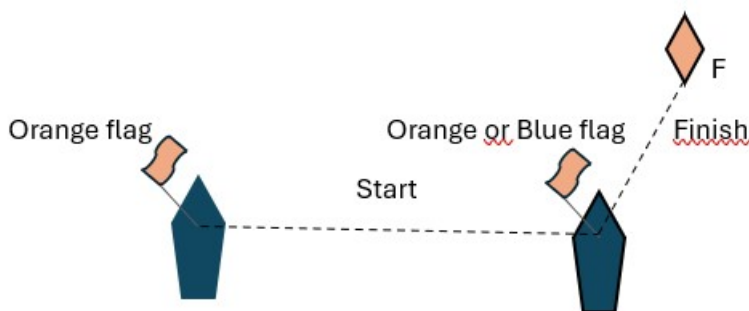 F
Orange flag
Orange or Blue flag
Finish
Start